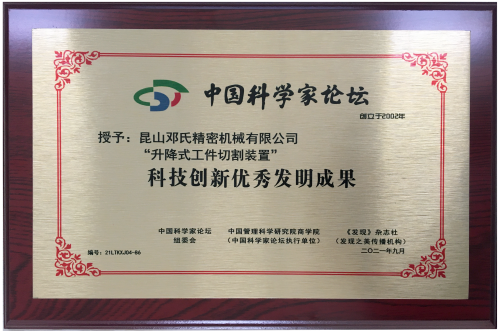 中国科学家论坛
创立于2002年
授予：昆山邓氏精密机械有限公司
“升降式工件切割装置”
科技创新优秀发明成果
中国科学家论坛 中国管理科学研究院商学院 《发现》杂志社
组委会 （中国科学家论坛执行单位） （发现之美传播机构）
编号：21LTKXJ04-86 二〇二一年九月